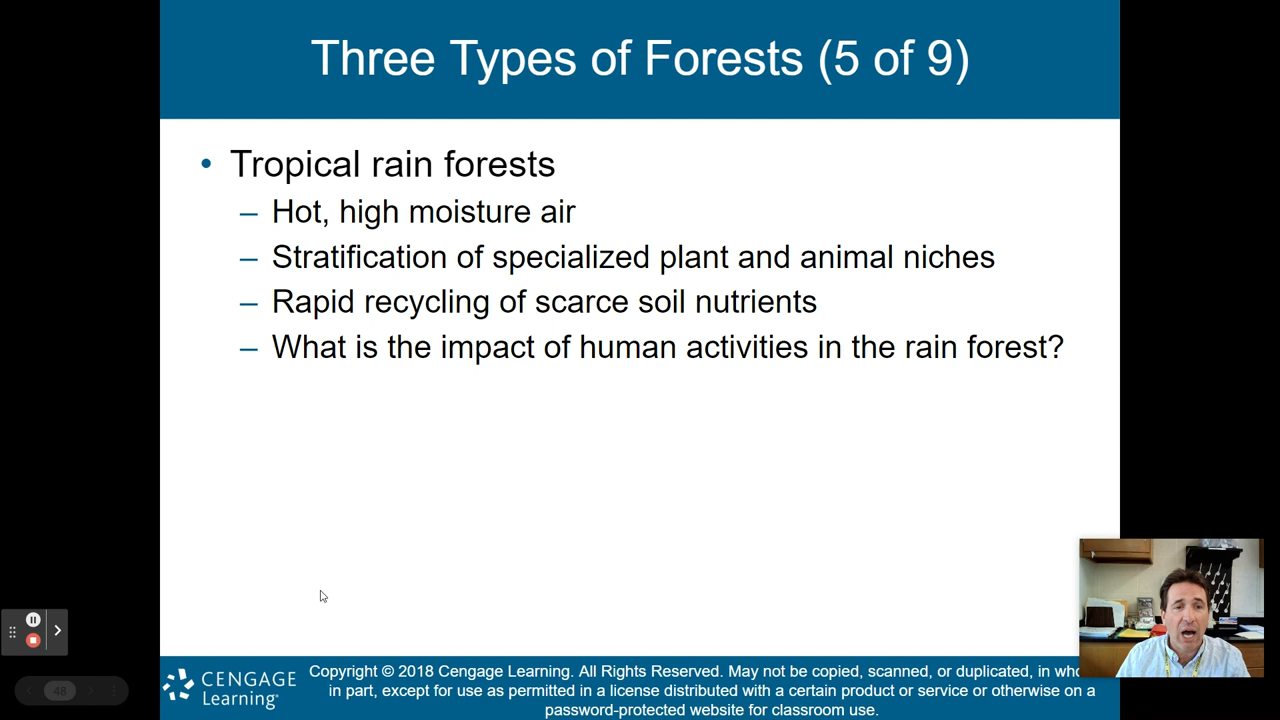 Three Types of Forests (5 of 9)
• Tropical rain forests
– Hot, high moisture air
– Stratification of specialized plant and animal niches
– Rapid recycling of scarce soil nutrients
– What is the impact of human activities in the rain forest?
48
CENGAGE
Learning
Copyright © 2018 Cengage Learning. All Rights Reserved. May not be copied, scanned, or duplicated, in
in part, except for use as permitted in a license distributed with a certain product or service or otherwise on a
password-protected website for classroom use.